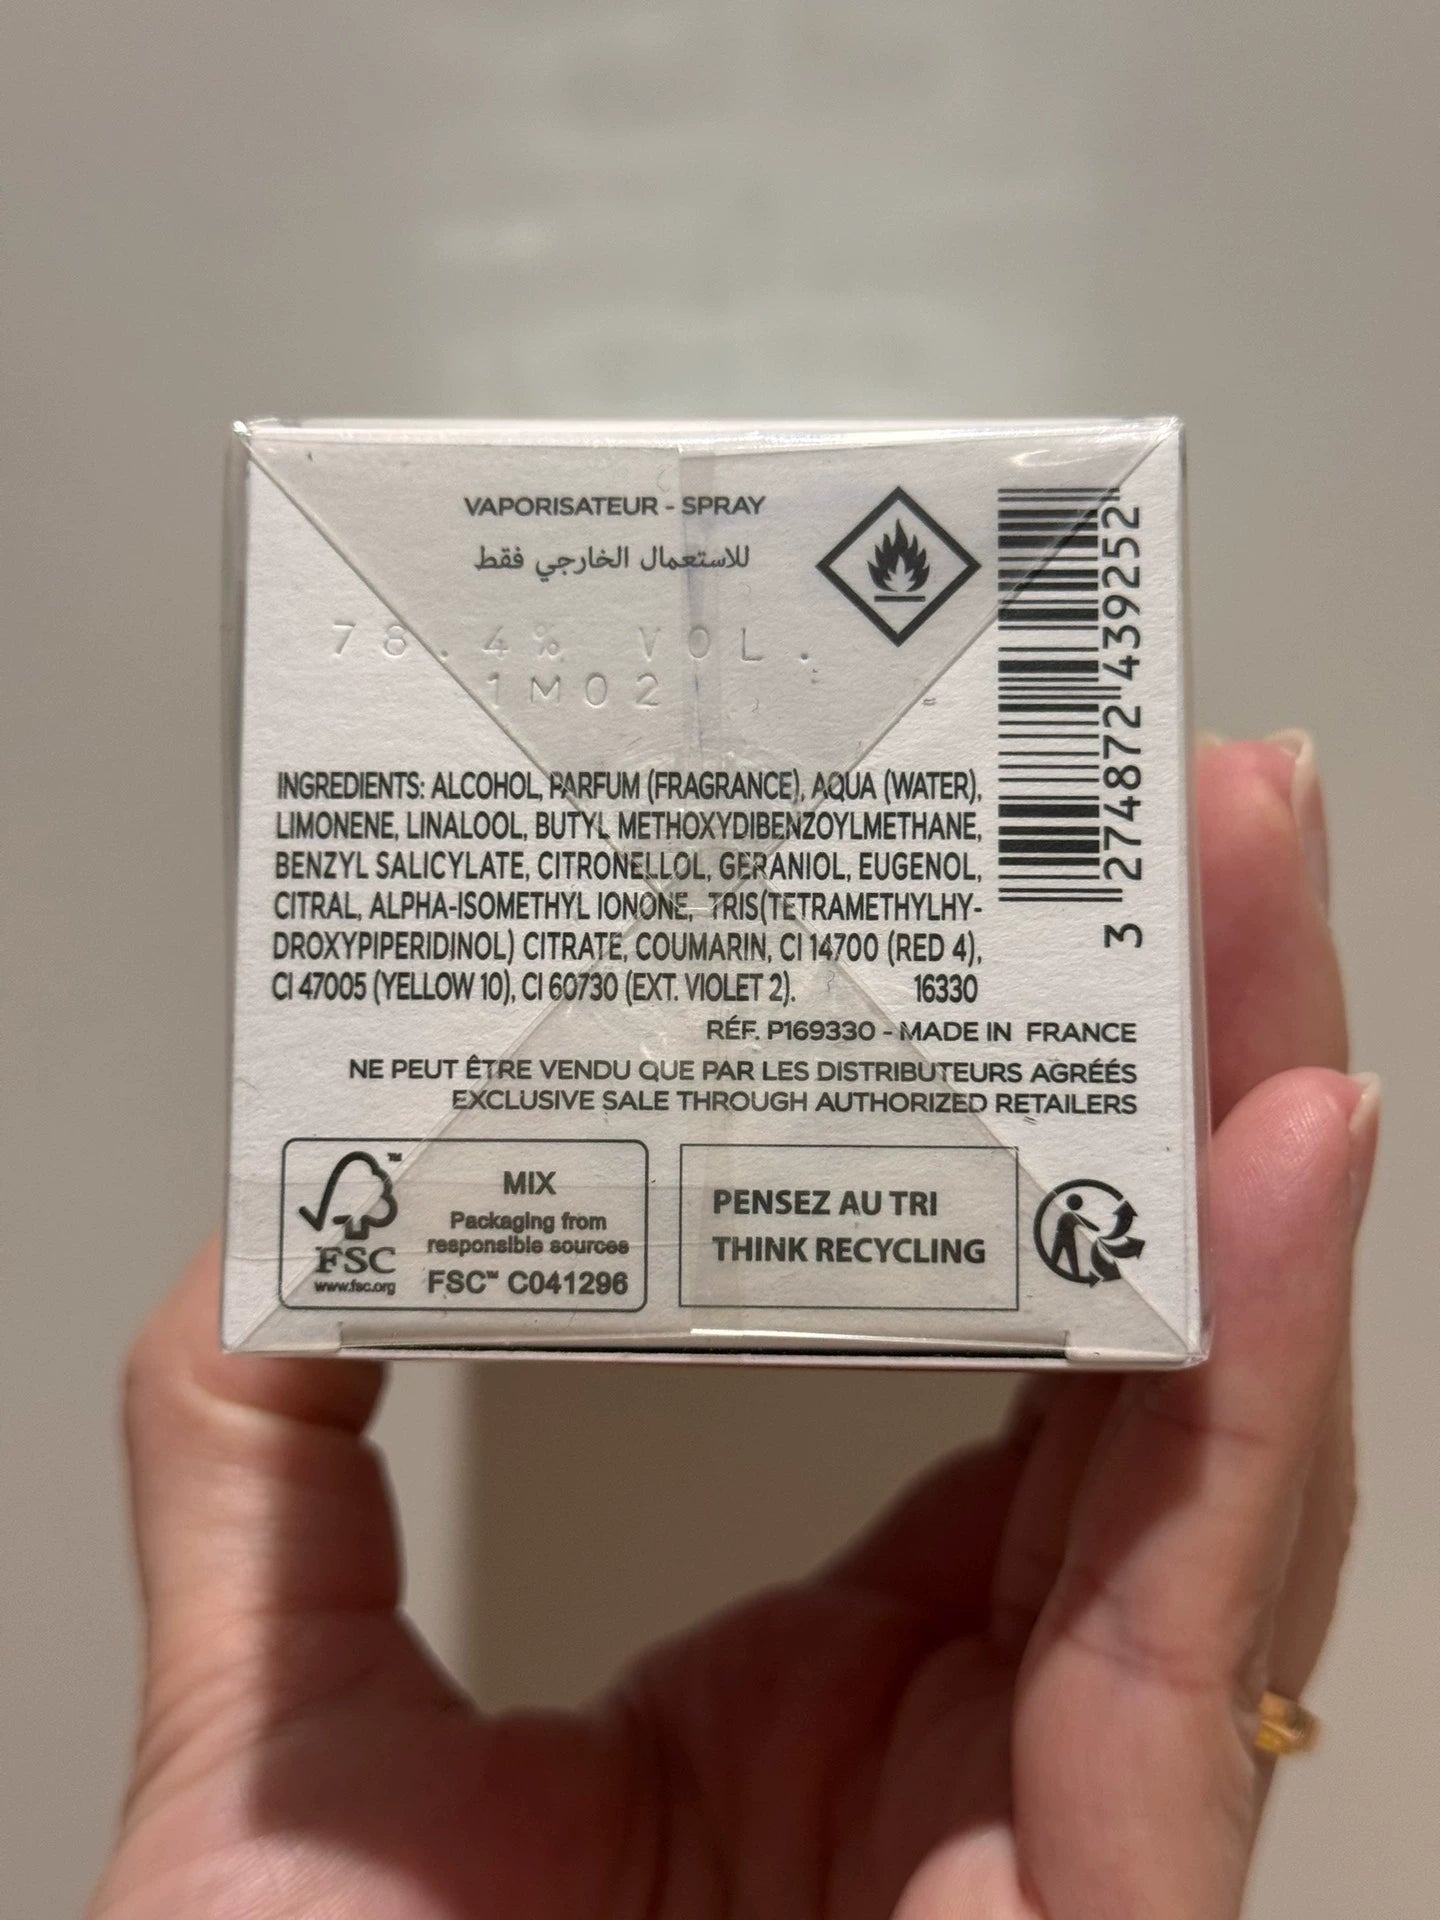 VAPORISATEUR - SPRAY
للاستعمال الخارجي فقط
78.4% VOL.
1M02
INGREDIENTS: ALCOHOL, PARFUM (FRAGRANCE), AQUA (WATER),
LIMONENE, LINALOOL, BUTYL METHOXYDIBENZOYLMETHANE,
BENZYL SALICYLATE, CITRONELLOL, GERANIOL, EUGENOL,
CITRAL, ALPHA-ISOMETHYL IONONE, TRIS(TETRAMETHYLHY-
DROXYPIPERIDINOL) CITRATE, COUMARIN, CI 14700 (RED 4),
CI 47005 (YELLOW 10), CI 60730 (EXT. VIOLET 2). 16330
3 274872 439252
RÉF. P169330 - MADE IN FRANCE
NE PEUT ÊTRE VENDU QUE PAR LES DISTRIBUTEURS AGRÉÉS
EXCLUSIVE SALE THROUGH AUTHORIZED RETAILERS
FSC
www.fsc.org
MIX
Packaging from
responsible sources
FSC™ C041296
PENSEZ AU TRI
THINK RECYCLING